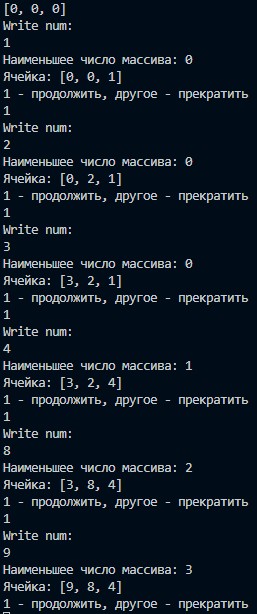 [0, 0, 0]
Write num:
1
Наименьшее число массива: 0
Ячейка: [0, 0, 1]
1 - продолжить, другое - прекратить
1
Write num:
2
Наименьшее число массива: 0
Ячейка: [0, 2, 1]
1 - продолжить, другое - прекратить
1
Write num:
3
Наименьшее число массива: 0
Ячейка: [3, 2, 1]
1 - продолжить, другое - прекратить
1
Write num:
4
Наименьшее число массива: 1
Ячейка: [3, 2, 4]
1 - продолжить, другое - прекратить
1
Write num:
8
Наименьшее число массива: 2
Ячейка: [3, 8, 4]
1 - продолжить, другое - прекратить
1
Write num:
9
Наименьшее число массива: 3
Ячейка: [9, 8, 4]
1 - продолжить, другое - прекратить